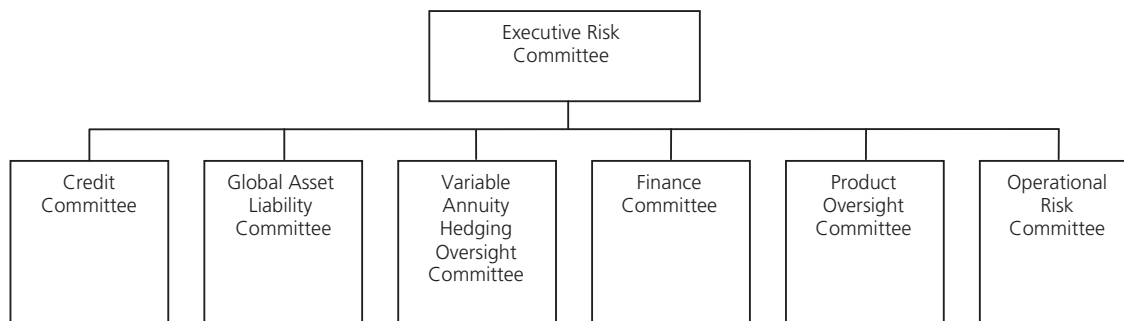 Executive Risk
Committee
Credit
Committee
Global Asset
Liability
Committee
Variable
Annuity
Hedging
Oversight
Committee
Finance
Committee
Product
Oversight
Committee
Operational
Risk
Committee